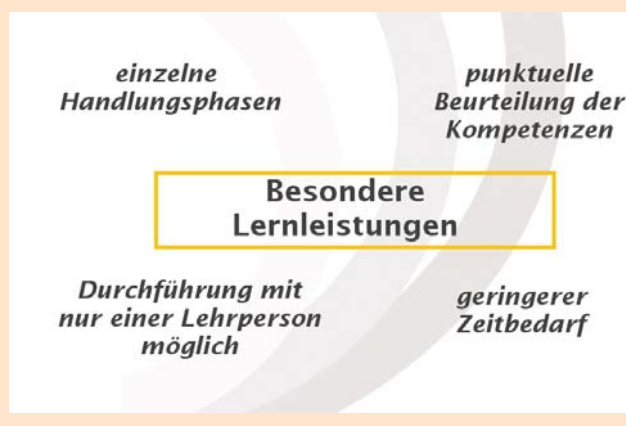 einzelne
Handlungsphasen
punktuelle
Beurteilung der
Kompetenzen
Besondere
Lernleistungen
Durchführung mit
nur einer Lehrperson
möglich
geringerer
Zeitbedarf